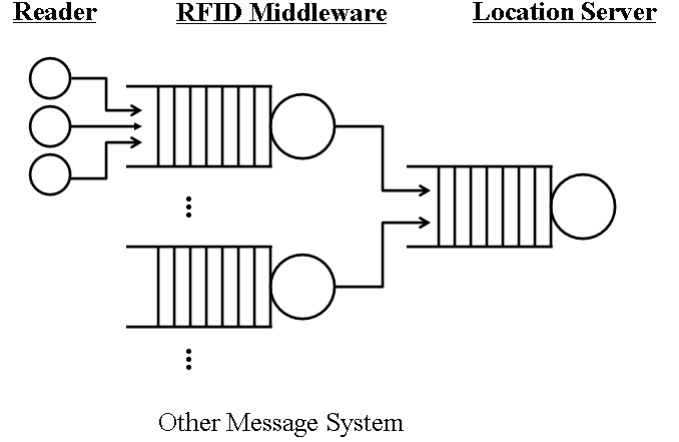 Reader
RFID Middleware
Location Server
Other Message System